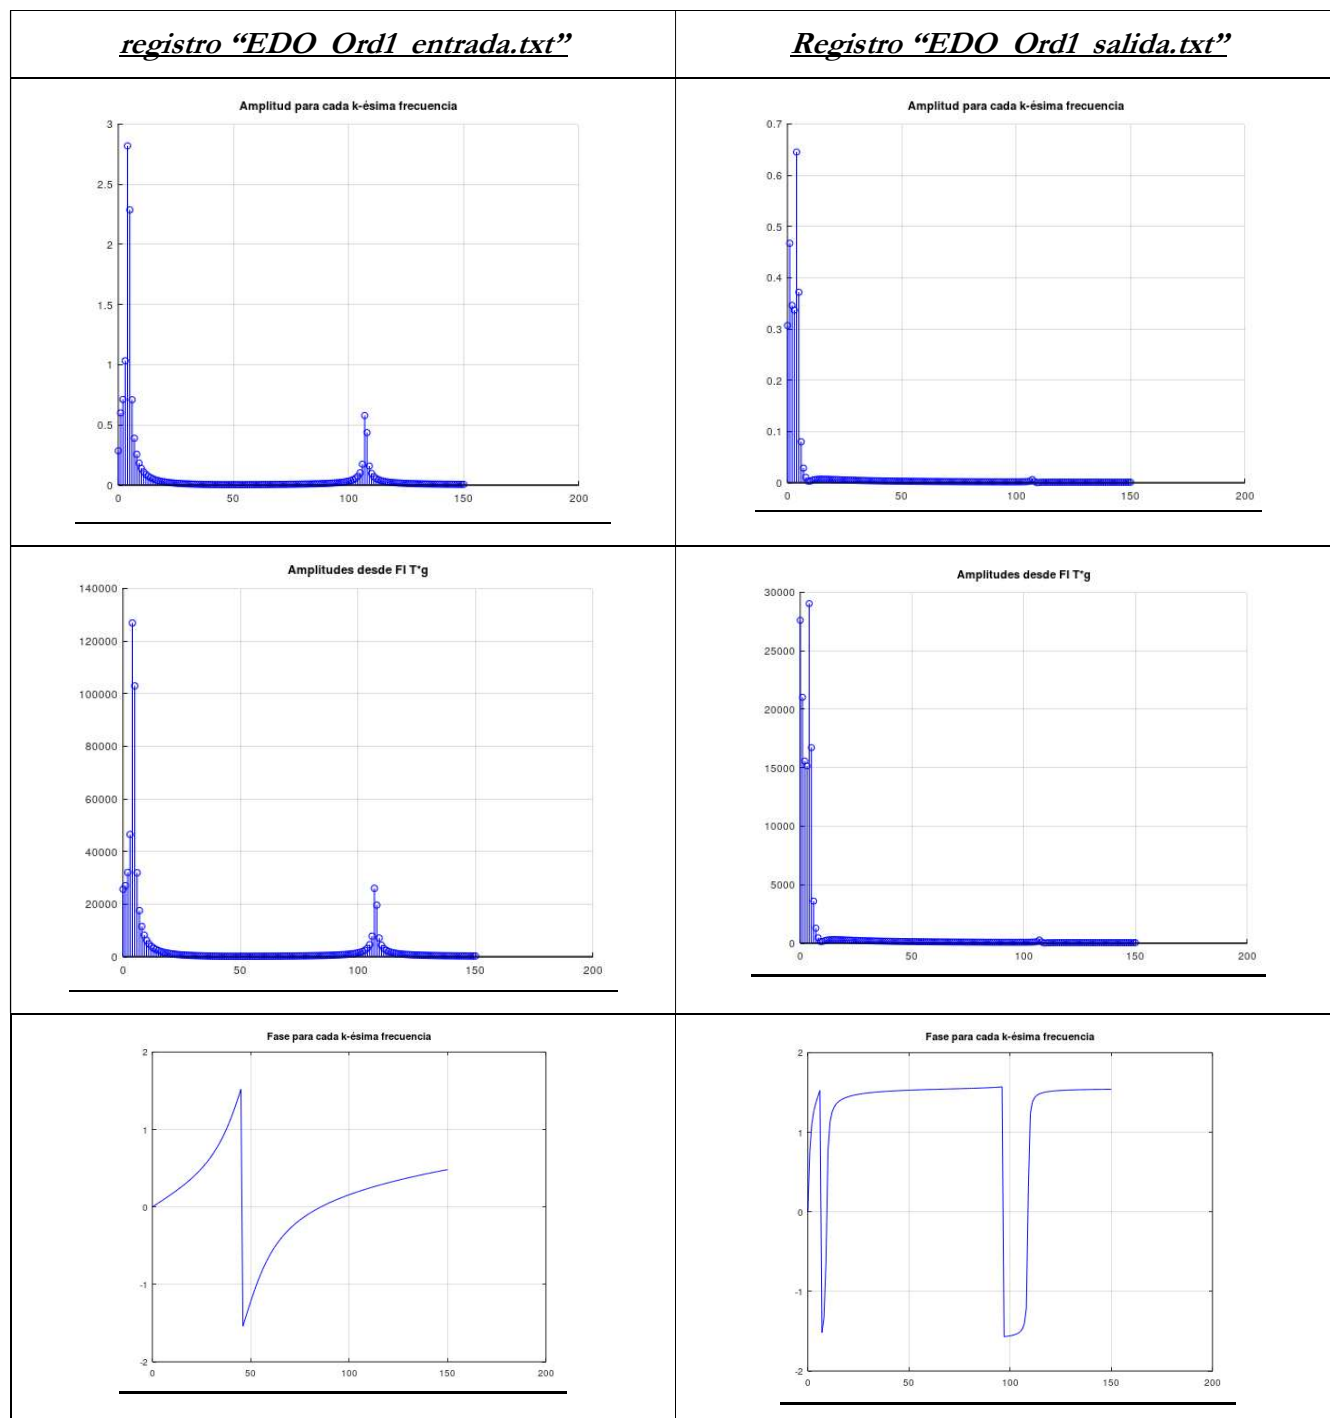 registro “EDO_Ord1_entrada.txt”
Registro “EDO_Ord1_salida.txt”
Amplitud para cada k-ésima frecuencia
3
2.5
2
1.5
1
0.5
0
0 50 100 150 200
Amplitud para cada k-ésima frecuencia
0.7
0.6
0.5
0.4
0.3
0.2
0.1
0
0 50 100 150 200
Amplitudes desde FI T*g
140000
120000
100000
80000
60000
40000
20000
0
0 50 100 150 200
Amplitudes desde FI T*g
30000
25000
20000
15000
10000
5000
0
0 50 100 150 200
Fase para cada k-ésima frecuencia
2
1
0
-1
-2
0 50 100 150 200
Fase para cada k-ésima frecuencia
2
1
0
-1
-2
0 50 100 150 200